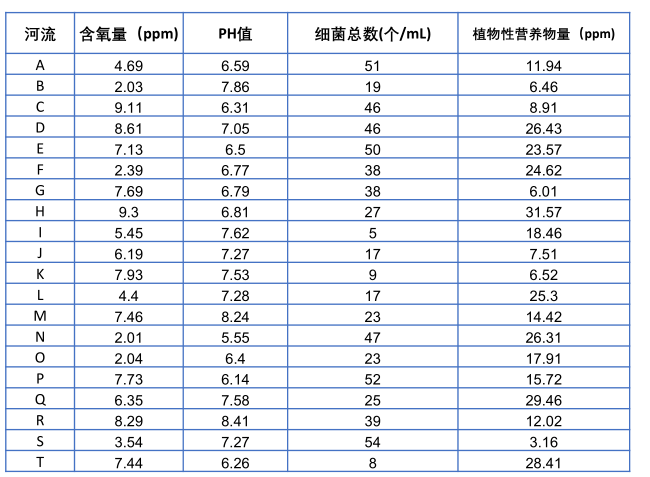 河流 含氧量（ppm) PH值 细菌总数(个/mL) 植物性营养物量（ppm)
A 4.69 6.59 51 11.94
B 2.03 7.86 19 6.46
C 9.11 6.31 46 8.91
D 8.61 7.05 46 26.43
E 7.13 6.5 50 23.57
F 2.39 6.77 38 24.62
G 7.69 6.79 38 6.01
H 9.3 6.81 27 31.57
I 5.45 7.62 5 18.46
J 6.19 7.27 17 7.51
K 7.93 7.53 9 6.52
L 4.4 7.28 17 25.3
M 7.46 8.24 23 14.42
N 2.01 5.55 47 26.31
O 2.04 6.4 23 17.91
P 7.73 6.14 52 15.72
Q 6.35 7.58 25 29.46
R 8.29 8.41 39 12.02
S 3.54 7.27 54 3.16
T 7.44 6.26 8 28.41